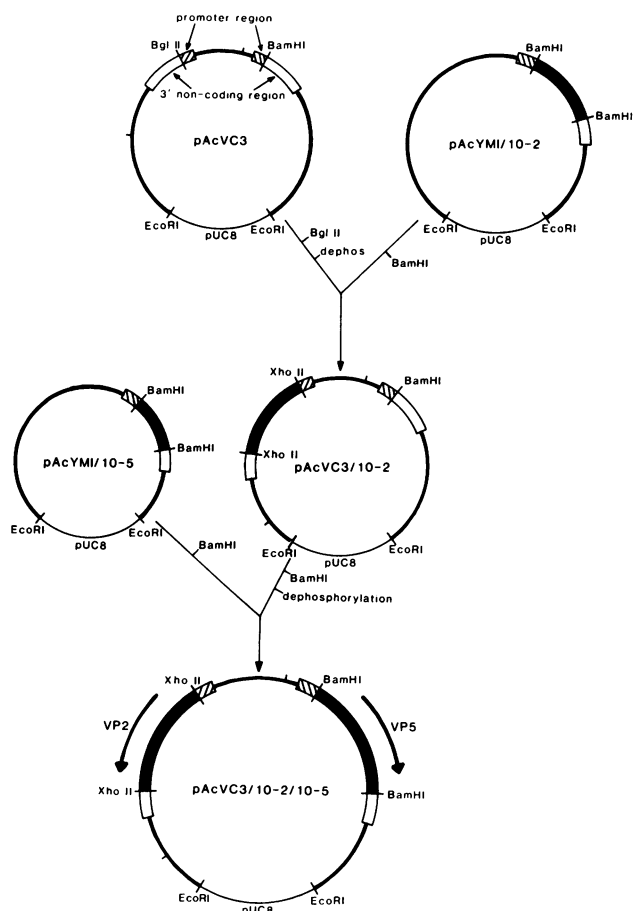 promoter region
Bgl II
BamHI
3' non-coding region
pAcVC3
EcoRI
EcoRI
pUC8
BamHI
BamHI
pAcYMI/10-2
EcoRI
EcoRI
pUC8
Bgl II
dephos
BamHI
BamHI
BamHI
pAcYMI/10-5
EcoRI
EcoRI
pUC8
Xho II
BamHI
Xho II
pAcVC3/10-2
EcoRI
EcoRI
pUC8
BamHI
BamHI
dephosphorylation
Xho II
BamHI
VP2
VP5
Xho II
BamHI
pAcVC3/10-2/10-5
EcoRI
EcoRI
pUC8